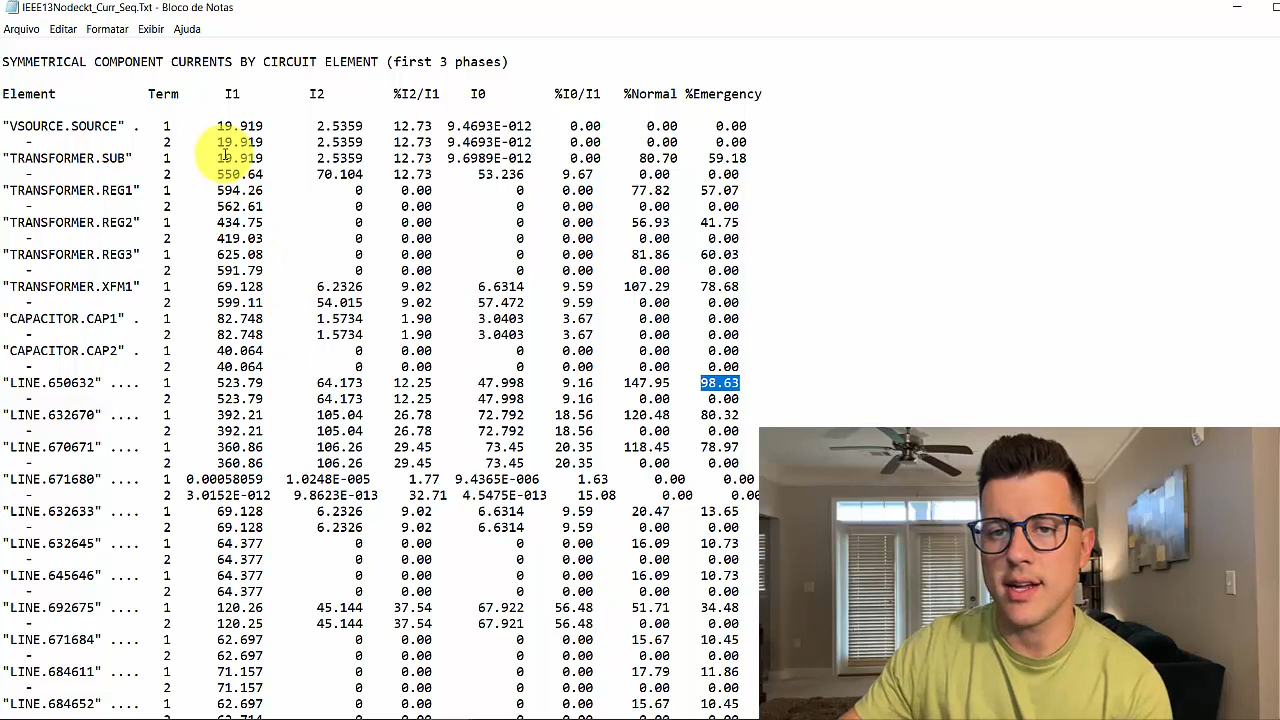 IEEE13Nodeckt_Curr_Seq.Txt - Bloco de Notas
Arquivo Editar Formatar Exibir Ajuda
SYMMETRICAL COMPONENT CURRENTS BY CIRCUIT ELEMENT (first 3 phases)
Element Term I1 I2 %I2/I1 I0 %I0/I1 %Normal %Emergency
"VSOURCE.SOURCE" . 1 19.919 2.5359 12.73 9.4693E-012 0.00 0.00 0.00
- 2 19.919 2.5359 12.73 9.4693E-012 0.00 0.00 0.00
"TRANSFORMER.SUB" 1 19.919 2.5359 12.73 9.6989E-012 0.00 80.70 59.18
- 2 550.64 70.104 12.73 53.236 9.67 0.00 0.00
"TRANSFORMER.REG1" 1 594.26 0 0.00 0 0.00 77.82 57.07
- 2 562.61 0 0.00 0 0.00 0.00 0.00
"TRANSFORMER.REG2" 1 434.75 0 0.00 0 0.00 56.93 41.75
- 2 419.03 0 0.00 0 0.00 0.00 0.00
"TRANSFORMER.REG3" 1 625.08 0 0.00 0 0.00 81.86 60.03
- 2 591.79 0 0.00 0 0.00 0.00 0.00
"TRANSFORMER.XFM1" 1 69.128 6.2326 9.02 6.6314 9.59 107.29 78.68
- 2 599.11 54.015 9.02 57.472 9.59 0.00 0.00
"CAPACITOR.CAP1" . 1 82.748 1.5734 1.90 3.0403 3.67 0.00 0.00
- 2 82.748 1.5734 1.90 3.0403 3.67 0.00 0.00
"CAPACITOR.CAP2" . 1 40.064 0 0.00 0 0.00 0.00 0.00
- 2 40.064 0 0.00 0 0.00 0.00 0.00
"LINE.650632" .... 1 523.79 64.173 12.25 47.998 9.16 147.95 98.63
- 2 523.79 64.173 12.25 47.998 9.16 0.00 0.00
"LINE.632670" .... 1 392.21 105.04 26.78 72.792 18.56 120.48 80.32
- 2 392.21 105.04 26.78 72.792 18.56 0.00 0.00
"LINE.670671" .... 1 360.86 106.26 29.45 73.45 20.35 118.45 78.97
- 2 360.86 106.26 29.45 73.45 20.35 0.00 0.00
"LINE.671680" .... 1 0.00058059 1.0248E-005 1.77 9.4365E-006 1.63 0.00 0.00
- 2 3.0152E-012 9.8623E-013 32.71 4.5475E-013 15.08 0.00 0.00
"LINE.632633" .... 1 69.128 6.2326 9.02 6.6314 9.59 20.47 13.65
- 2 69.128 6.2326 9.02 6.6314 9.59 0.00 0.00
"LINE.632645" .... 1 64.377 0 0.00 0 0.00 16.09 10.73
- 2 64.377 0 0.00 0 0.00 0.00 0.00
"LINE.645646" .... 1 64.377 0 0.00 0 0.00 16.09 10.73
- 2 64.377 0 0.00 0 0.00 0.00 0.00
"LINE.692675" .... 1 120.26 45.144 37.54 67.922 56.48 51.71 34.48
- 2 120.25 45.144 37.54 67.921 56.48 0.00 0.00
"LINE.671684" .... 1 62.697 0 0.00 0 0.00 15.67 10.45
- 2 62.697 0 0.00 0 0.00 0.00 0.00
"LINE.684611" .... 1 71.157 0 0.00 0 0.00 17.79 11.86
- 2 71.157 0 0.00 0 0.00 0.00 0.00
"LINE.684652" .... 1 62.697 0 0.00 0 0.00 15.67 10.45